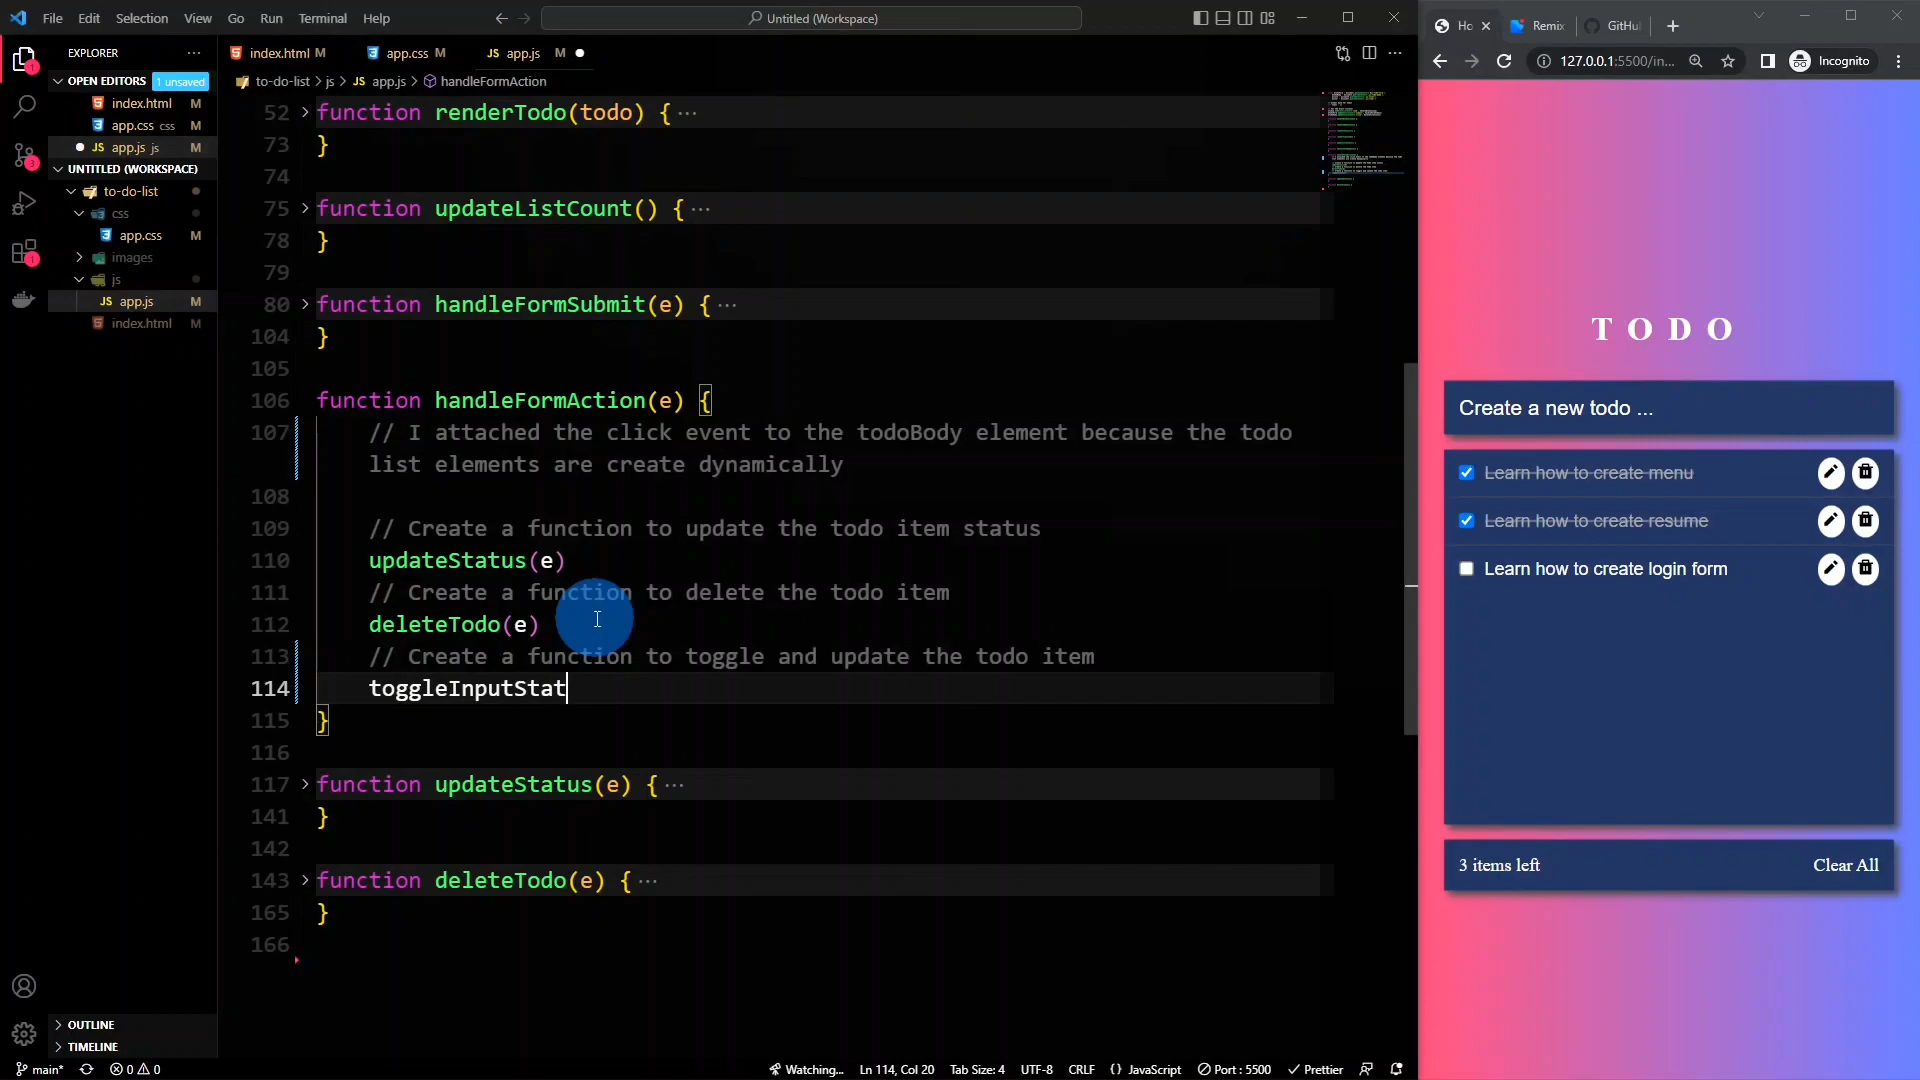 File Edit Selection View Go Run Terminal Help
Untitled (Workspace)
EXPLORER
OPEN EDITORS 1 unsaved
index.html M
app.css css M
app.js js M
UNTITLED (WORKSPACE)
to-do-list
css
app.css M
images
js
JS app.js M
index.html M
OUTLINE
TIMELINE
index.html M
app.css M
JS app.js M
to-do-list > js > JS app.js > handleFormAction
52 function renderTodo(todo) { ...
73 }
74
75 function updateListCount() { ...
78 }
79
80 function handleFormSubmit(e) { ...
104 }
105
106 function handleFormAction(e) {
107 // I attached the click event to the todoBody element because the todo
list elements are create dynamically
108
109 // Create a function to update the todo item status
110 updateStatus(e)
111 // Create a function to delete the todo item
112 deleteTodo(e)
113 // Create a function to toggle and update the todo item
114 toggleInputStat
115 }
116
117 function updateStatus(e) { ...
141 }
142
143 function deleteTodo(e) { ...
165 }
166
main* 0 0 Watching... Ln 114, Col 20 Tab Size: 4 UTF-8 CRLF {} JavaScript Port : 5500 Prettier
Ho Remix GitHu
127.0.0.1:5500/in... Incognito
TODO
Create a new todo ...
Learn how to create menu
Learn how to create resume
Learn how to create login form
3 items left Clear All